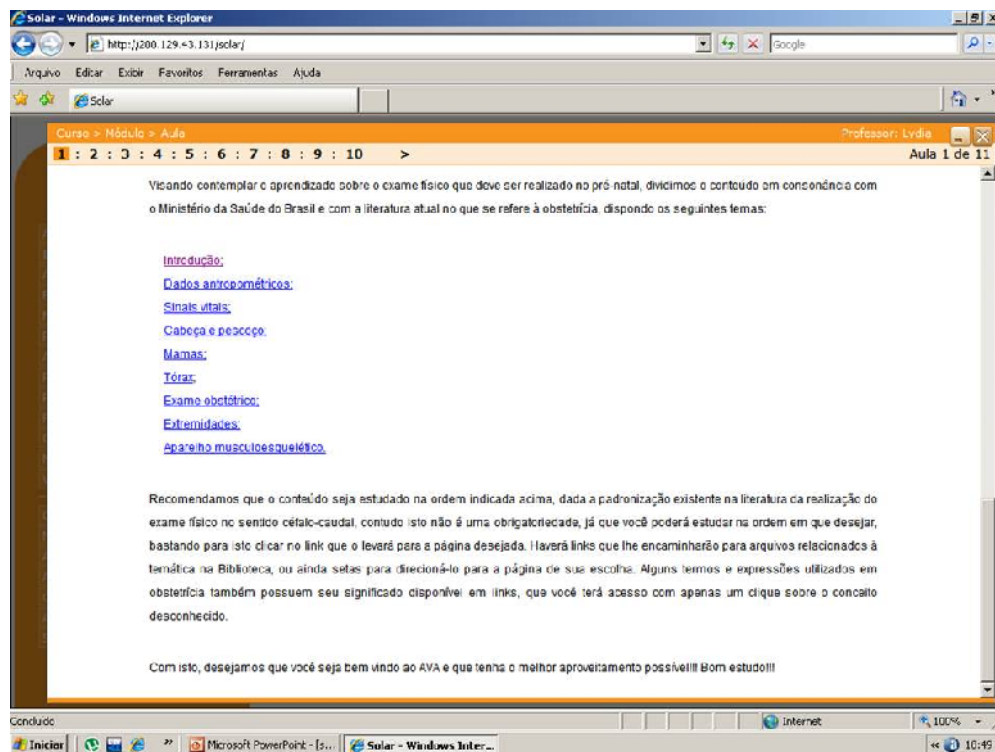 Solar - Windows Internet Explorer
http://200.129.43.131/solar/
Google
Arquivo Editar Exibir Favoritos Ferramentas Ajuda
Solar
Curso > Módulo > Aula
Professor: Lydia
1 : 2 : 3 : 4 : 5 : 6 : 7 : 8 : 9 : 10 >
Aula 1 de 11
Visando contemplar o aprendizado sobre o exame físico que deve ser realizado no pré-natal, dividimos o conteúdo em consonância com
o Ministério da Saúde do Brasil e com a literatura atual no que se refere à obstetrícia, dispondo os seguintes temas:
Introdução;
Dados antropométricos;
Sinais vitais;
Cabeça e pescoço;
Mamas;
Tórax;
Exame obstétrico;
Extremidades;
Aparelho musculoesquelético.
Recomendamos que o conteúdo seja estudado na ordem indicada acima, dada a padronização existente na literatura da realização do
exame físico no sentido céfalo-caudal, contudo isto não é uma obrigatoriedade, já que você poderá estudar na ordem em que desejar,
bastando para isto clicar no link que o levará para a página desejada. Haverá links que lhe encaminharão para arquivos relacionados à
temática na Biblioteca, ou ainda setas para direcioná-lo para a página de sua escolha. Alguns termos e expressões utilizados em
obstetrícia também possuem seu significado disponível em links, que você terá acesso com apenas um clique sobre o conceito
desconhecido.
Com isto, desejamos que você seja bem vindo ao AVA e que tenha o melhor aproveitamento possível!!! Bom estudo!!!
Concluído
Internet
100%
Iniciar
Microsoft PowerPoint - [s...
Solar - Windows Inter...
10:49